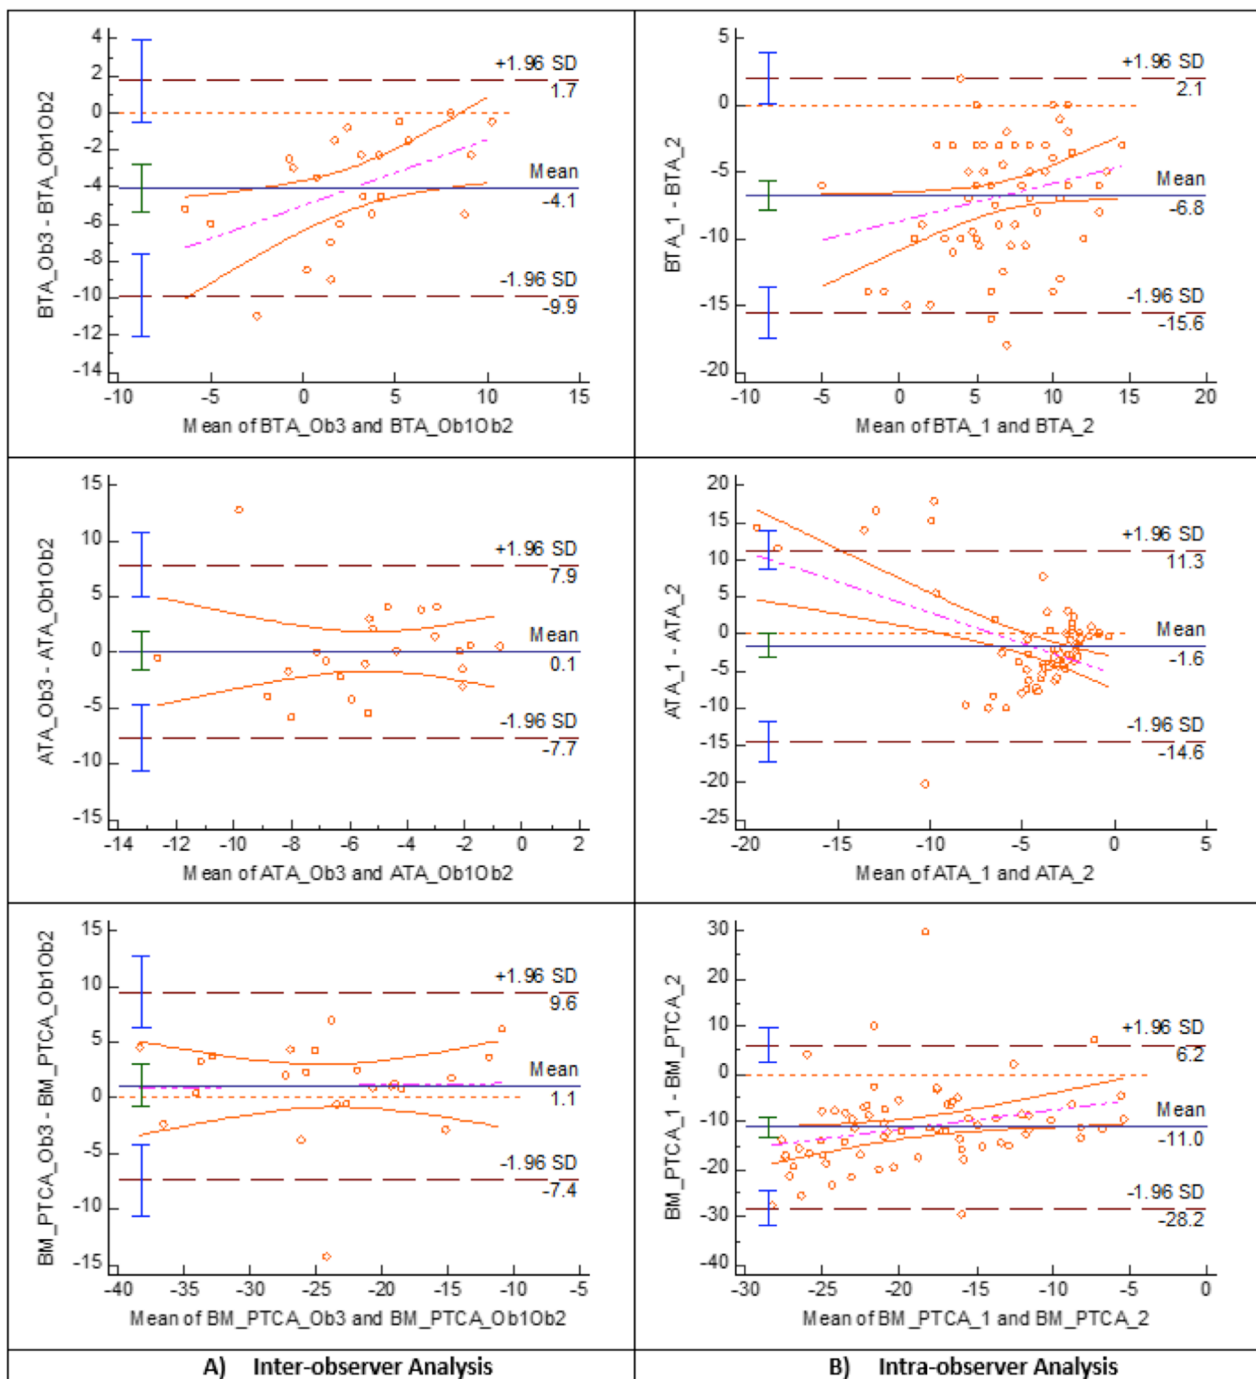 4
2
0
-2
-4
-6
-8
-10
-12
-14
BTA_Ob3 - BTA_Ob1Ob2
+1.96 SD
1.7
Mean
-4.1
-1.96 SD
-9.9
-10 -5 0 5 10 15
Mean of BTA_Ob3 and BTA_Ob1Ob2
5
0
-5
-10
-15
-20
BTA_1 - BTA_2
+1.96 SD
2.1
Mean
-6.8
-1.96 SD
-15.6
-10 -5 0 5 10 15 20
Mean of BTA_1 and BTA_2
15
10
5
0
-5
-10
-15
ATA_Ob3 - ATA_Ob1Ob2
+1.96 SD
7.9
Mean
0.1
-1.96 SD
-7.7
-14 -12 -10 -8 -6 -4 -2 0 2
Mean of ATA_Ob3 and ATA_Ob1Ob2
20
15
10
5
0
-5
-10
-15
-20
-25
ATA_1 - ATA_2
+1.96 SD
11.3
Mean
-1.6
-1.96 SD
-14.6
-20 -15 -10 -5 0 5
Mean of ATA_1 and ATA_2
15
10
5
0
-5
-10
-15
BM_PTCA_Ob3 - BM_PTCA_Ob1Ob2
+1.96 SD
9.6
Mean
1.1
-1.96 SD
-7.4
-40 -35 -30 -25 -20 -15 -10 -5
Mean of BM_PTCA_Ob3 and BM_PTCA_Ob1Ob2
30
20
10
0
-10
-20
-30
-40
BM_PTCA_1 - BM_PTCA_2
+1.96 SD
6.2
Mean
-11.0
-1.96 SD
-28.2
-30 -25 -20 -15 -10 -5 0
Mean of BM_PTCA_1 and BM_PTCA_2
A) Inter-observer Analysis
B) Intra-observer Analysis